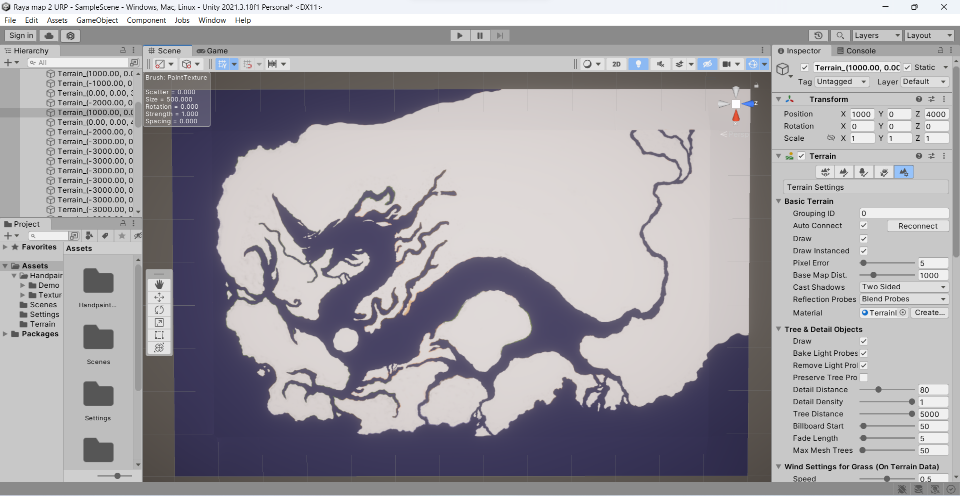 Raya map 2 URP - SampleScene - Windows, Mac, Linux - Unity 2021.3.18f1 Personal* <DX11>
File Edit Assets GameObject Component Jobs Window Help
Sign in Layers Layout
Hierarchy
All
Terrain_(1000.00, 0
Terrain_(-1000.00, 0
Terrain_(0.00, 0.00, 3
Terrain_(-2000.00, 0
Terrain_(1000.00, 0.0
Terrain_(0.00, 0.00, 4
Terrain_(-2000.00, 0
Terrain_(-3000.00, 0
Terrain_(-3000.00, 0
Terrain_(-3000.00, 0
Terrain_(-3000.00, 0
Terrain_(-3000.00, 0
Terrain_(-3000.00, 0
Terrain_(-3000.00, 0
Terrain_(-3000.00, 0
Project
Favorites
Assets
Handpair
Demo
Textur
Scenes
Settings
Terrain
Packages
Assets
Handpaint...
Scenes
Settings
Scene Game
2D
Brush: PaintTexture
Scatter = 0.000
Size = 500.000
Rotation = 0.000
Strength = 1.000
Spacing = 0.000
z
Inspector Console
Terrain_(1000.00, 0.00 Static
Tag Untagged Layer Default
Transform
Position X 1000 Y 0 Z 4000
Rotation X 0 Y 0 Z 0
Scale X 1 Y 1 Z 1
Terrain
Terrain Settings
Basic Terrain
Grouping ID 0
Auto Connect Reconnect
Draw
Draw Instanced
Pixel Error 5
Base Map Dist. 1000
Cast Shadows Two Sided
Reflection Probes Blend Probes
Material Terrainl Create...
Tree & Detail Objects
Draw
Bake Light Probes
Remove Light Prol
Preserve Tree Pro
Detail Distance 80
Detail Density 1
Tree Distance 5000
Billboard Start 50
Fade Length 5
Max Mesh Trees 50
Wind Settings for Grass (On Terrain Data)
Speed 0.5